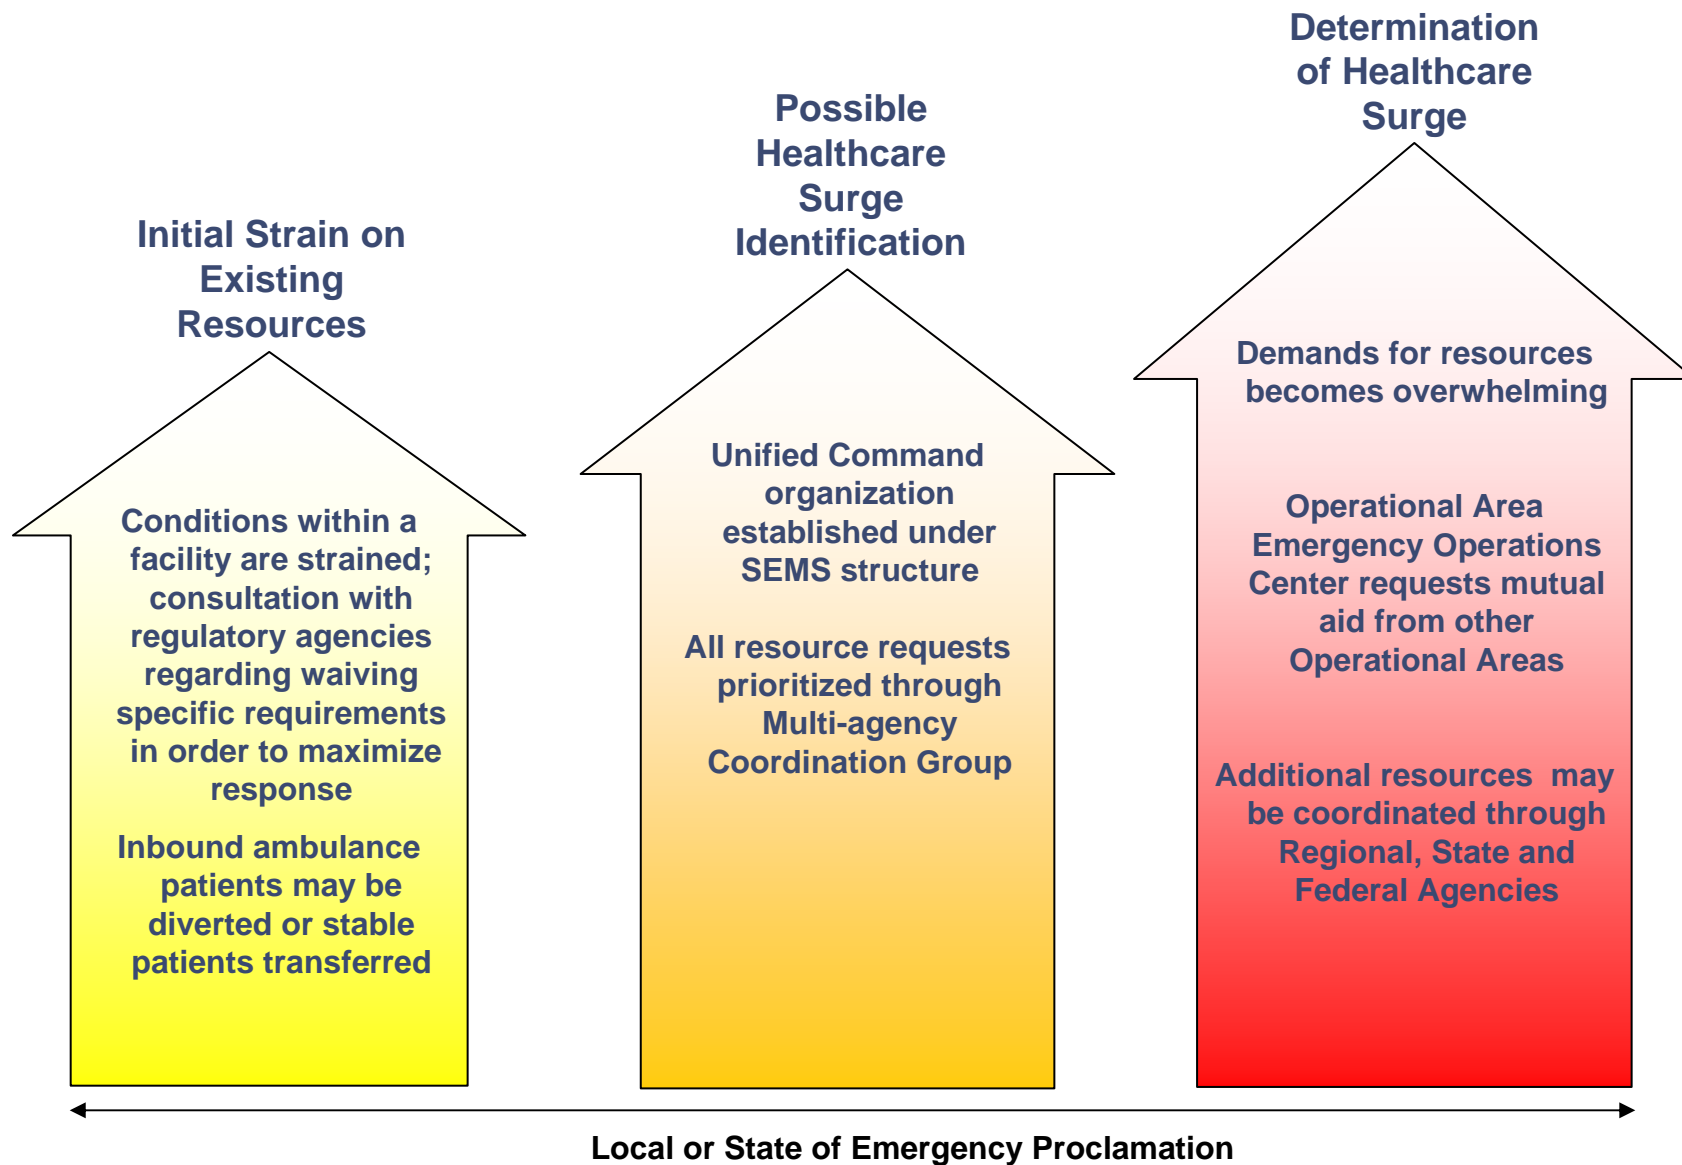 Initial Strain on
Existing
Resources
Conditions within a
facility are strained;
consultation with
regulatory agencies
regarding waiving
specific requirements
in order to maximize
response
Inbound ambulance
patients may be
diverted or stable
patients transferred
Possible
Healthcare
Surge
Identification
Unified Command
organization
established under
SEMS structure
All resource requests
prioritized through
Multi-agency
Coordination Group
Determination
of Healthcare
Surge
Demands for resources
becomes overwhelming
Operational Area
Emergency Operations
Center requests mutual
aid from other
Operational Areas
Additional resources may
be coordinated through
Regional, State and
Federal Agencies
Local or State of Emergency Proclamation